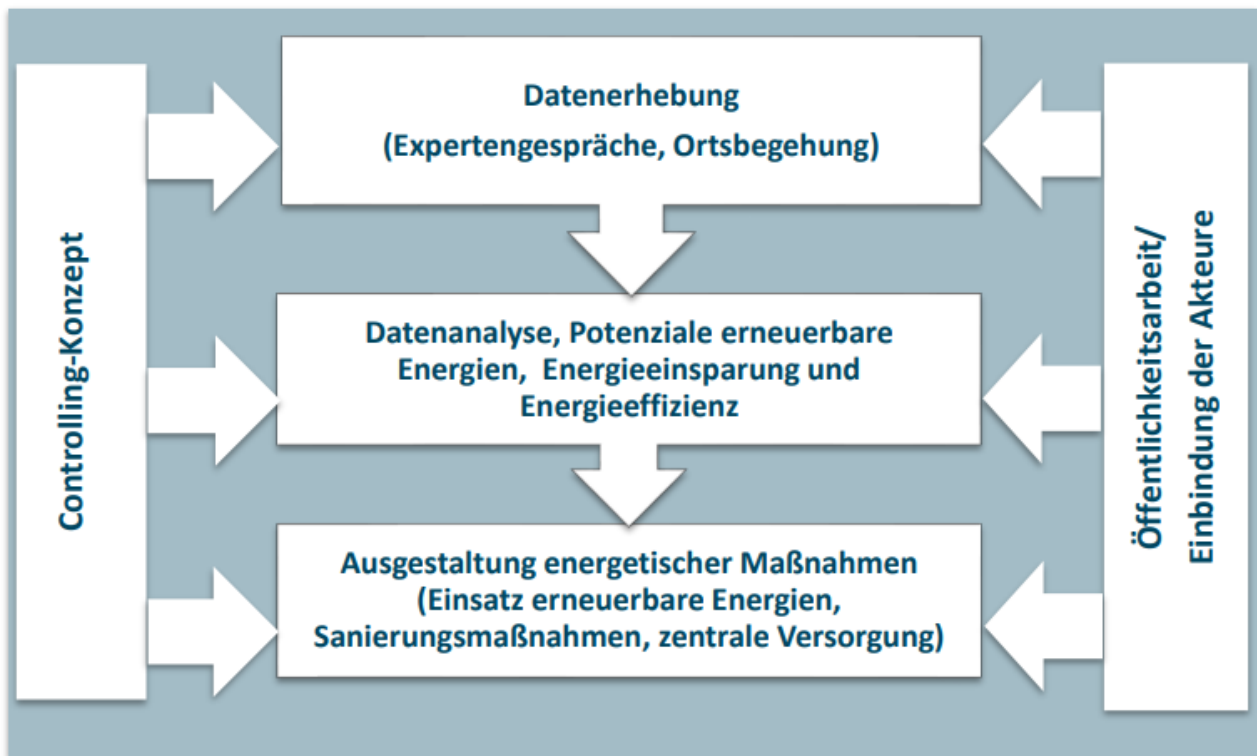 Controlling-Konzept
Datenerhebung
(Expertengespräche, Ortsbegehung)
Datenanalyse, Potenziale erneuerbare
Energien, Energieeinsparung und
Energieeffizienz
Ausgestaltung energetischer Maßnahmen
(Einsatz erneuerbare Energien,
Sanierungsmaßnahmen, zentrale Versorgung)
Öffentlichkeitsarbeit/
Einbindung der Akteure